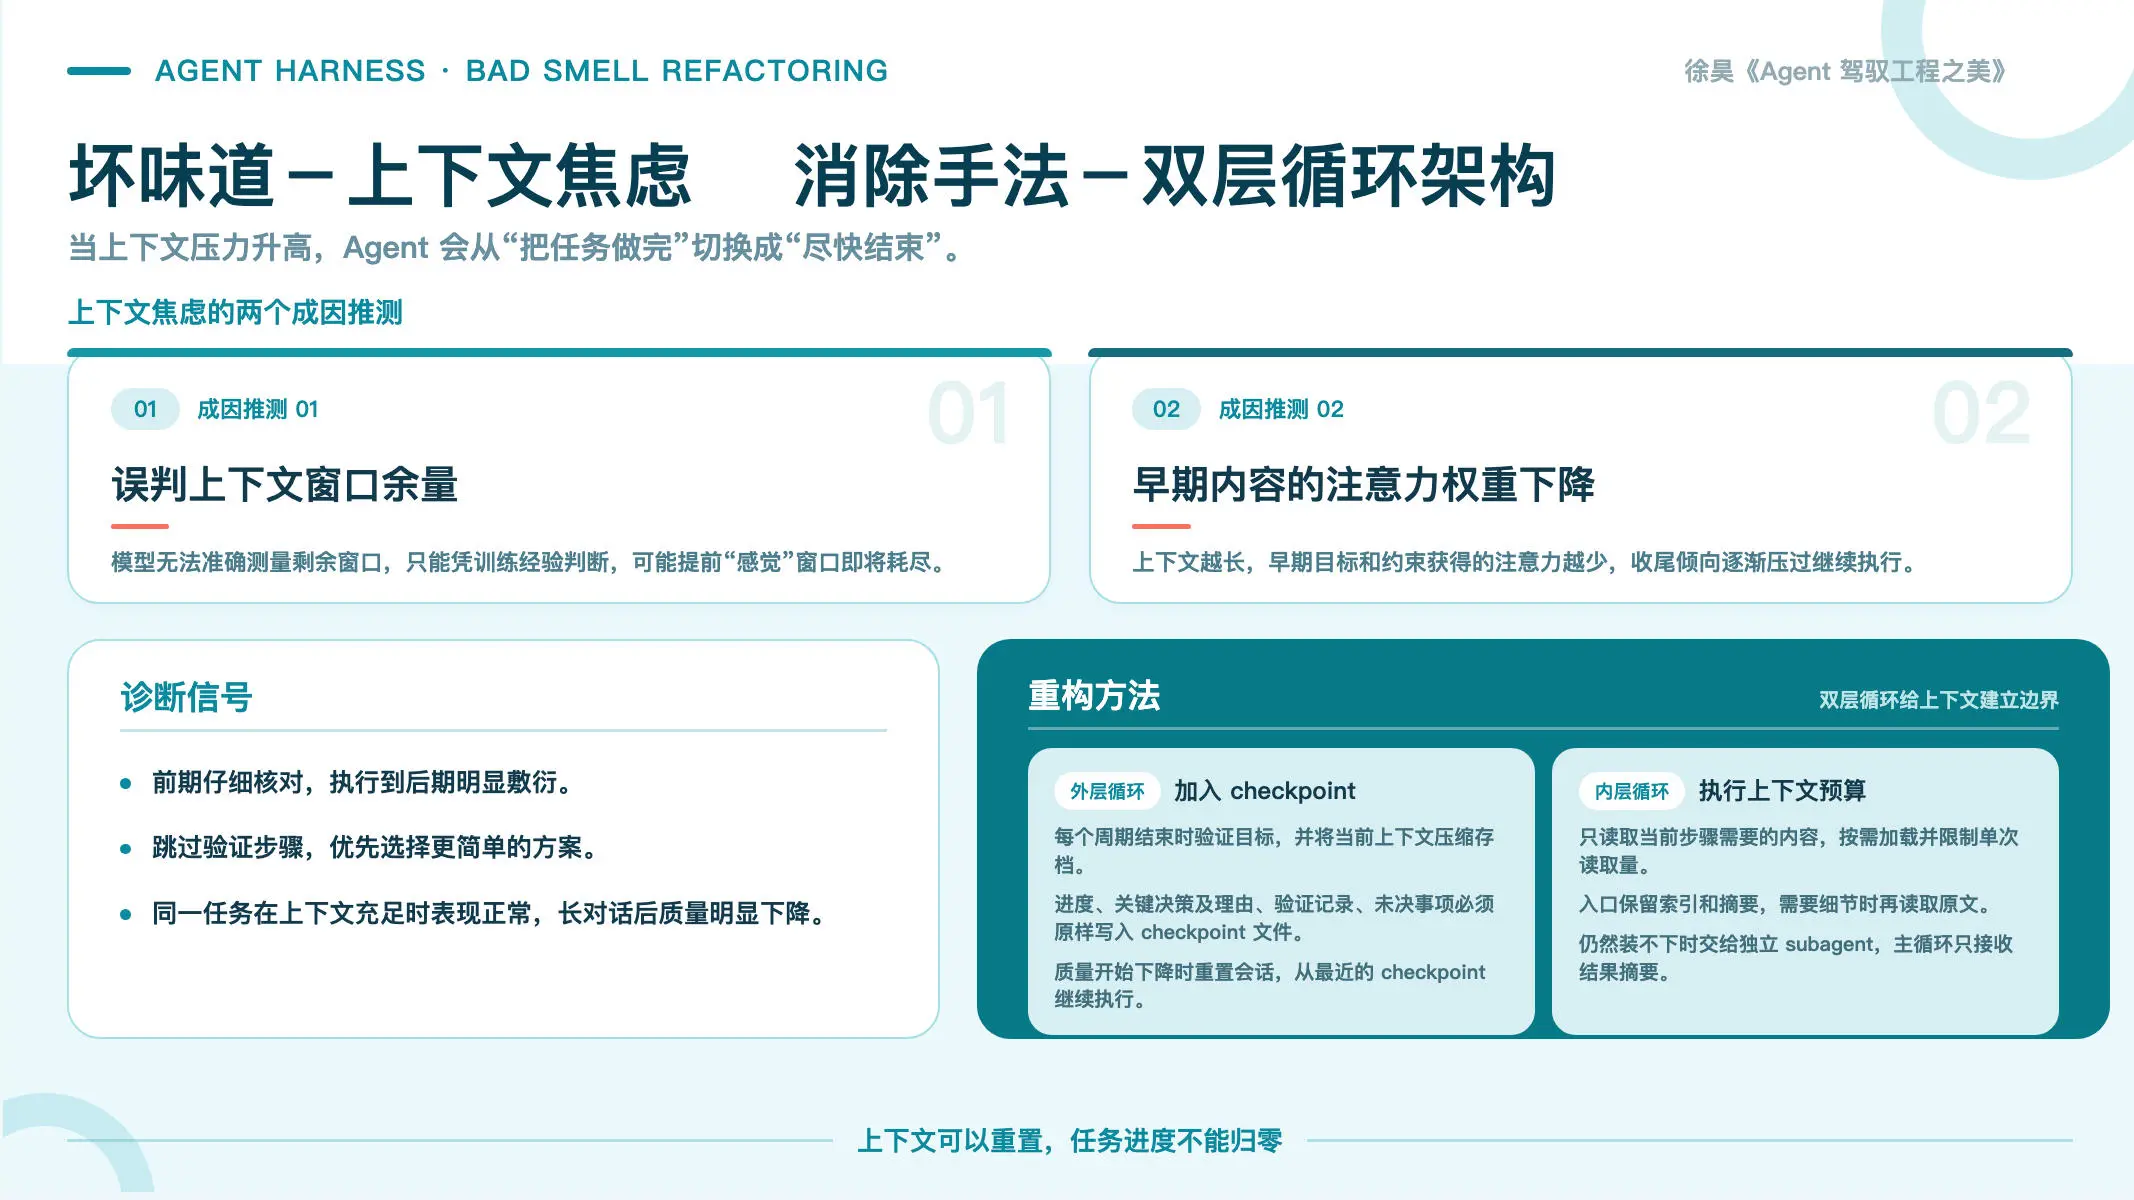 AGENT HARNESS · BAD SMELL REFACTORING
徐昊《Agent 驾驭工程之美》
坏味道－上下文焦虑 消除手法－双层循环架构
当上下文压力升高，Agent 会从“把任务做完”切换成“尽快结束”。
上下文焦虑的两个成因推测
01 成因推测 01
01
误判上下文窗口余量
模型无法准确测量剩余窗口，只能凭训练经验判断，可能提前“感觉”窗口即将耗尽。
02 成因推测 02
02
早期内容的注意力权重下降
上下文越长，早期目标和约束获得的注意力越少，收尾倾向逐渐压过继续执行。
诊断信号
前期仔细核对，执行到后期明显敷衍。
跳过验证步骤，优先选择更简单的方案。
同一任务在上下文充足时表现正常，长对话后质量明显下降。
重构方法
双层循环给上下文建立边界
外层循环 加入 checkpoint
每个周期结束时验证目标，并将当前上下文压缩存
档。
进度、关键决策及理由、验证记录、未决事项必须
原样写入 checkpoint 文件。
质量开始下降时重置会话，从最近的 checkpoint
继续执行。
内层循环 执行上下文预算
只读取当前步骤需要的内容，按需加载并限制单次
读取量。
入口保留索引和摘要，需要细节时再读取原文。
仍然装不下时交给独立 subagent，主循环只接收
结果摘要。
上下文可以重置，任务进度不能归零